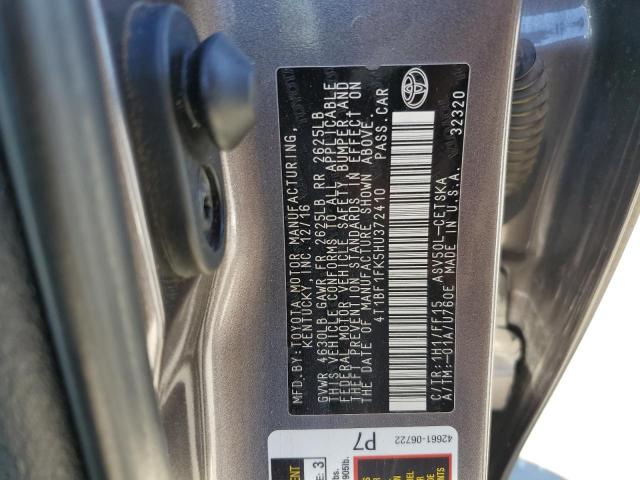 MFD. BY: TOYOTA MOTOR MANUFACTURING,
KENTUCKY, INC. 12/16
GVWR 4630LB GAWR FR 2625LB RR 2625LB
THIS VEHICLE CONFORMS TO ALL APPLICABLE
FEDERAL MOTOR VEHICLE SAFETY, BUMPER, AND
THEFT PREVENTION STANDARDS IN EFFECT ON
THE DATE OF MANUFACTURE SHOWN ABOVE.
4T1BF1FK5HU372410 PASS. CAR
C/TM: 1H1/FF15 ASV50L-CETSKA
A/TM:-01A/U760E MADE IN U.S.A.
32320
42661-06722
P7
3